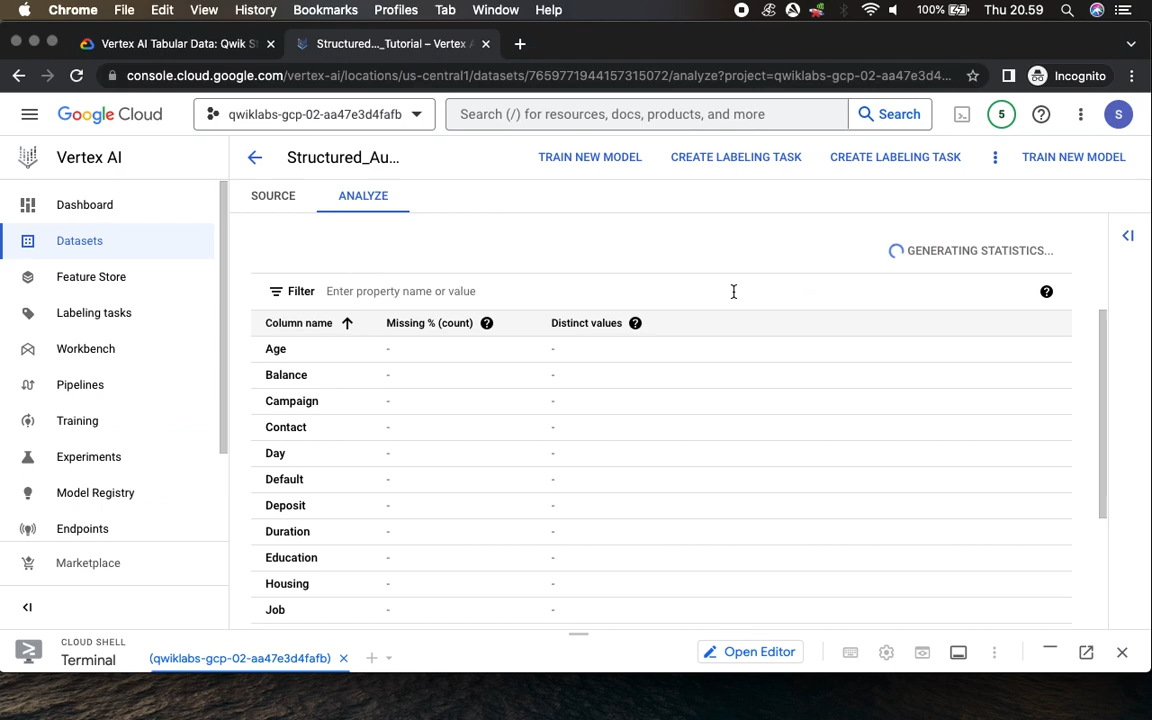 Chrome File Edit View History Bookmarks Profiles Tab Window Help 100% Thu 20.59
Vertex AI Tabular Data: Qwik S
Structured..._Tutorial – Vertex
console.cloud.google.com/vertex-ai/locations/us-central1/datasets/7659771944157315072/analyze?project=qwiklabs-gcp-02-aa47e3d4... Incognito
Google Cloud qwiklabs-gcp-02-aa47e3d4fafb Search (/) for resources, docs, products, and more Search 5 S
Vertex AI
Structured_Au... TRAIN NEW MODEL CREATE LABELING TASK CREATE LABELING TASK TRAIN NEW MODEL
Dashboard
Datasets
Feature Store
Labeling tasks
Workbench
Pipelines
Training
Experiments
Model Registry
Endpoints
Marketplace
SOURCE ANALYZE
GENERATING STATISTICS...
Filter Enter property name or value
Column name Missing % (count) Distinct values
Age - -
Balance - -
Campaign - -
Contact - -
Day - -
Default - -
Deposit - -
Duration - -
Education - -
Housing - -
Job - -
CLOUD SHELL
Terminal (qwiklabs-gcp-02-aa47e3d4fafb) Open Editor